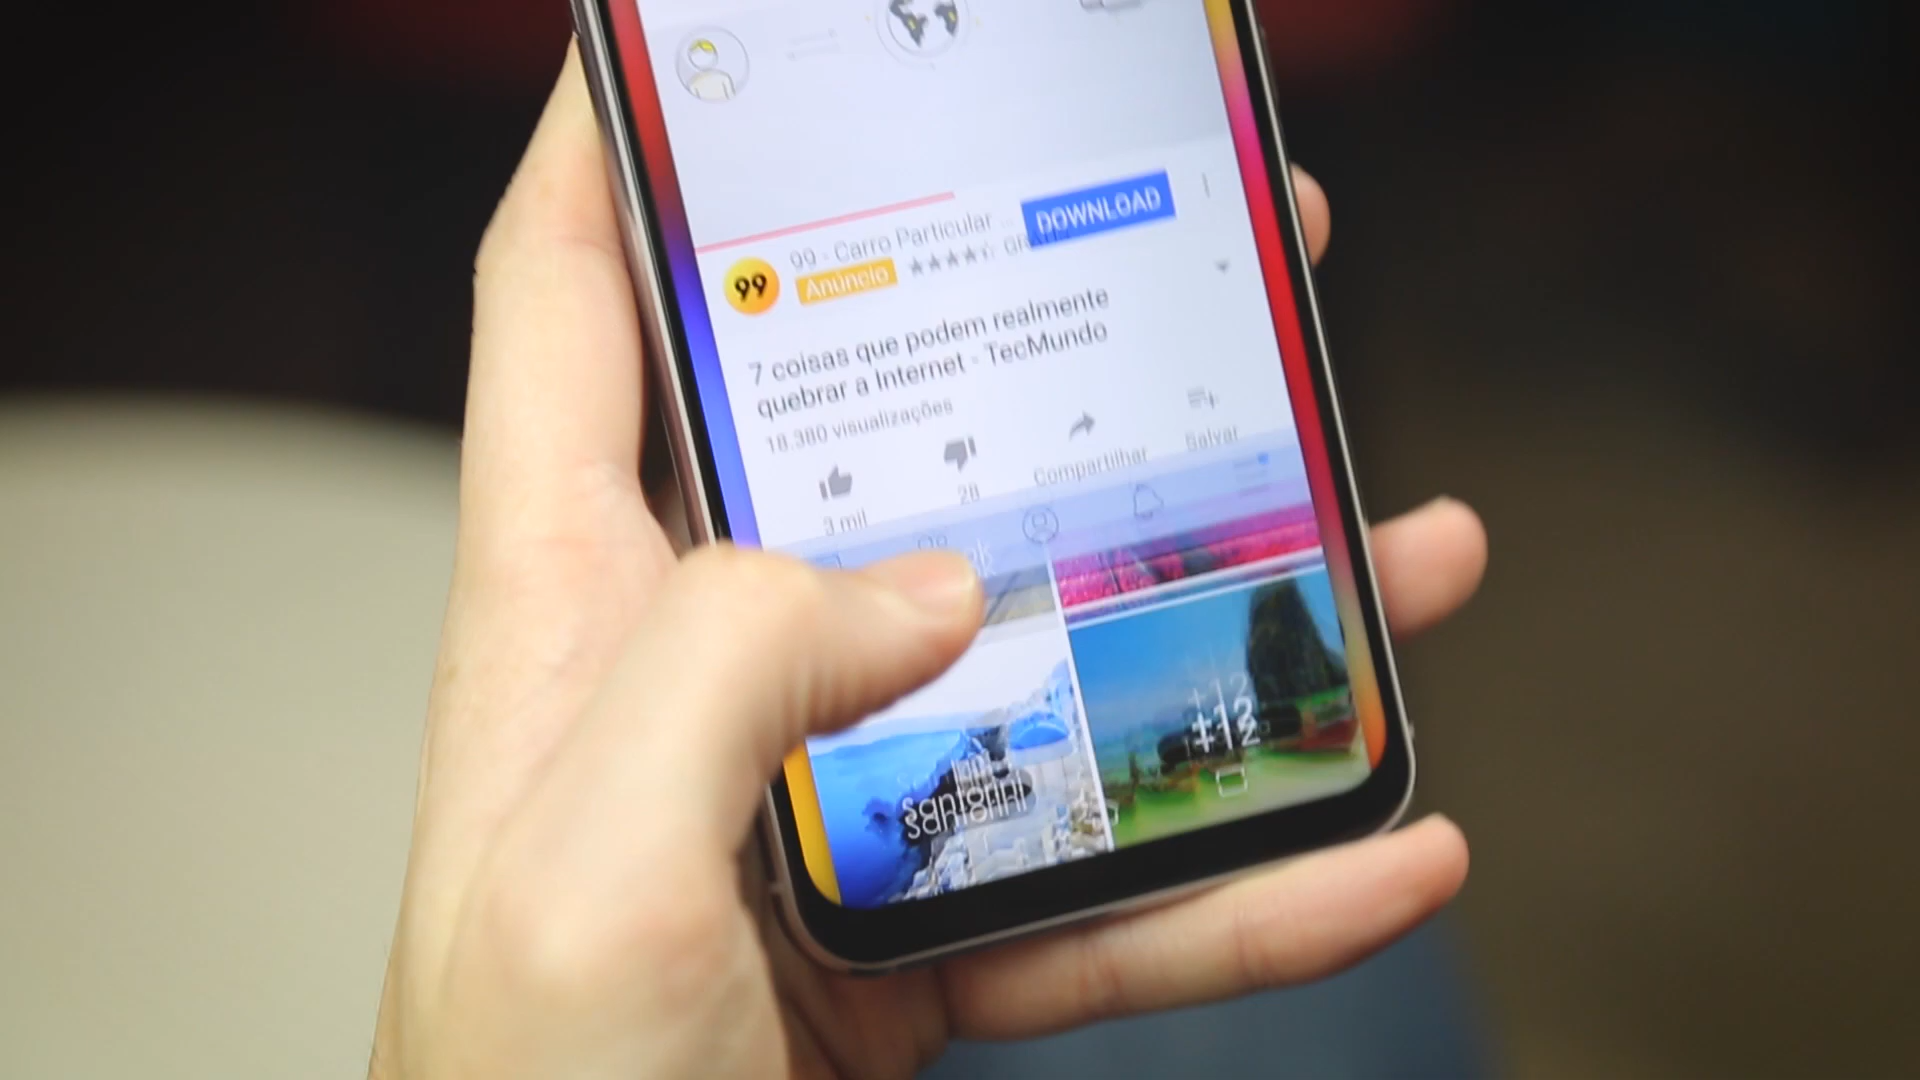 99 - Carro Particular ...
DOWNLOAD
99
Anúncio
7 coisas que podem realmente
quebrar a Internet - TecMundo
18.380 visualizações
3 mil
28
Compartilhar
Salvar
+12
santorini